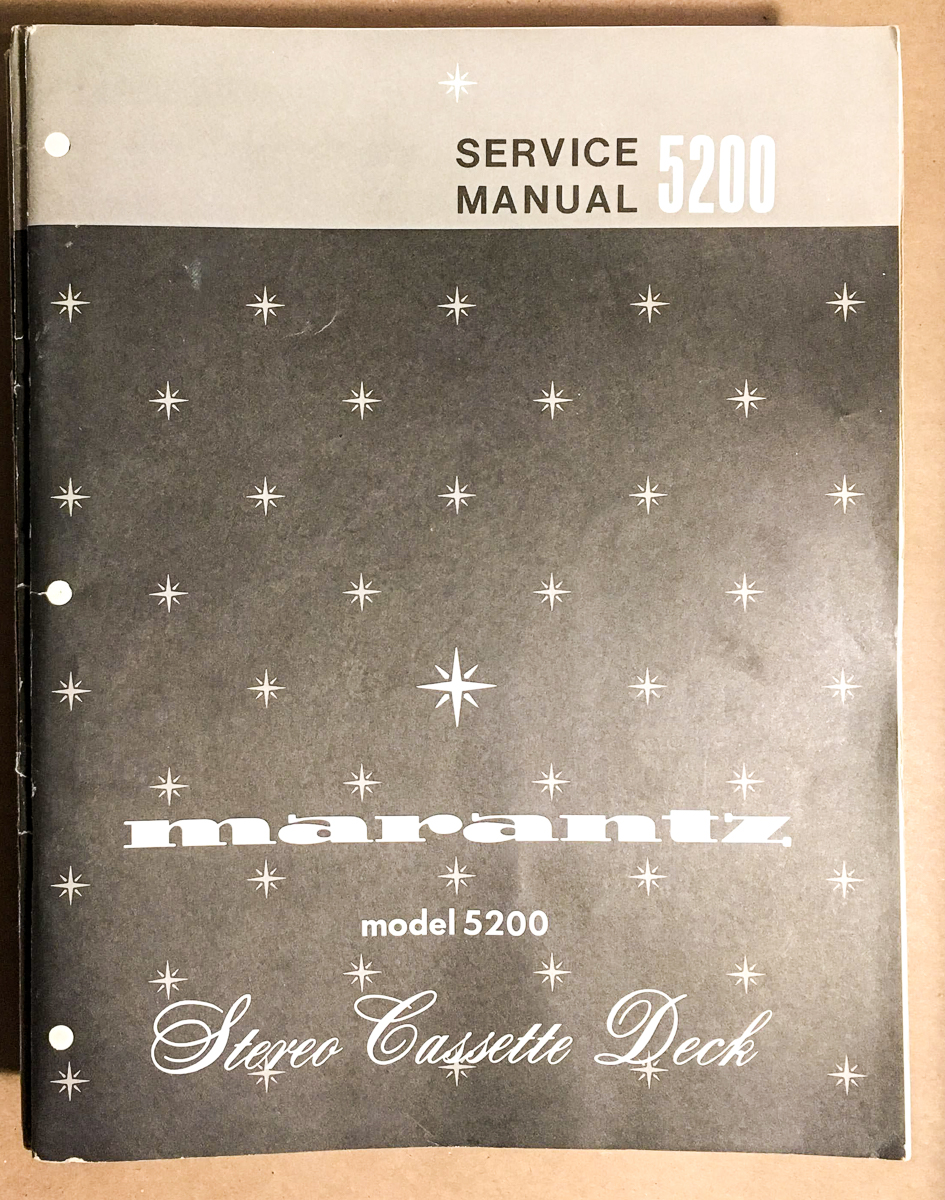 SERVICE
MANUAL 5200
marantz
model 5200
Stereo Cassette Deck